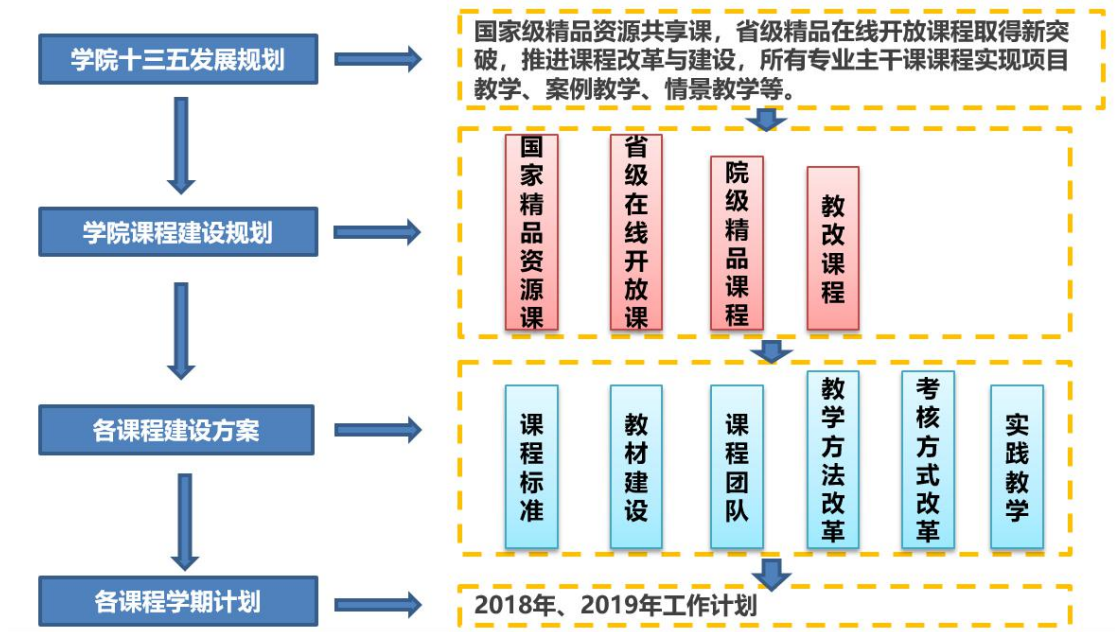 学院十三五发展规划
国家级精品资源共享课，省级精品在线开放课程取得新突
破，推进课程改革与建设，所有专业主干课课程实现项目
教学、案例教学、情景教学等。
学院课程建设规划
国家精品资源课
省级在线开放课
院级精品课程
教改课程
各课程建设方案
课程标准
教材建设
课程团队
教学方法改革
考核方式改革
实践教学
各课程学期计划
2018年、2019年工作计划